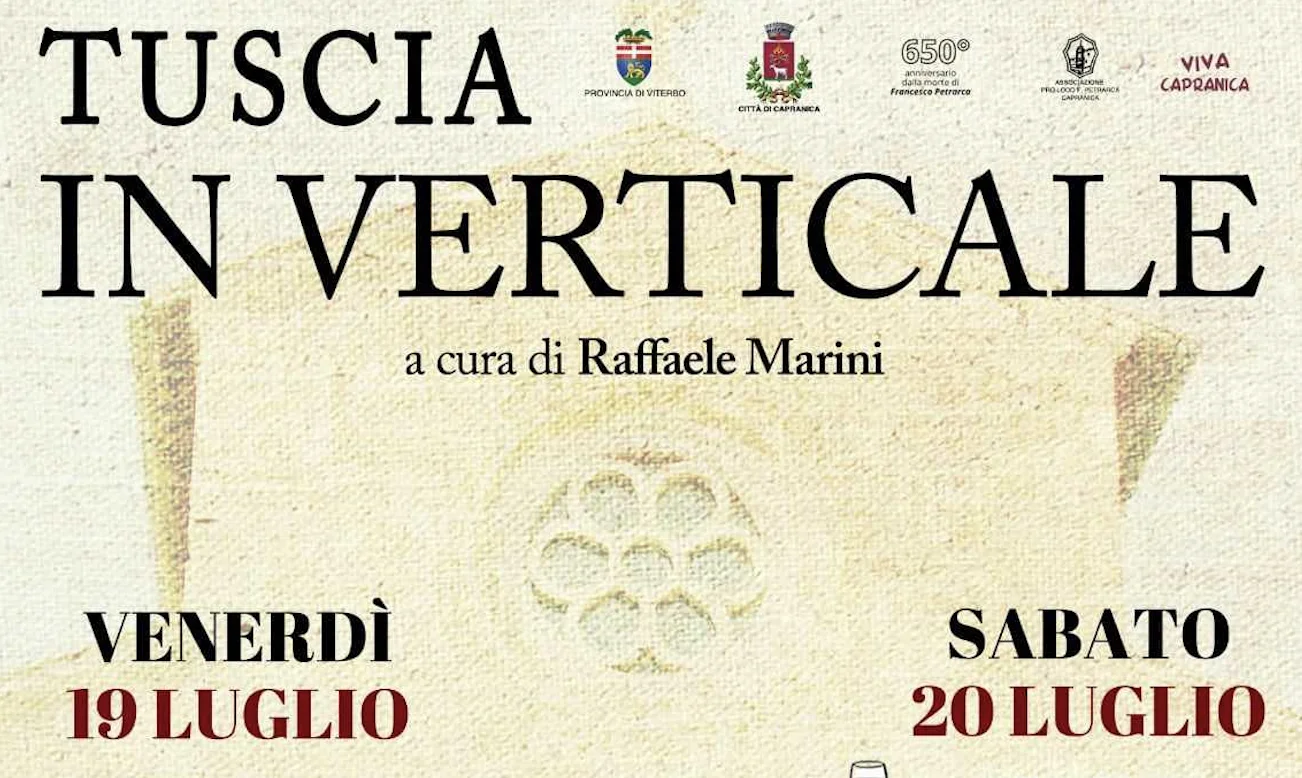 TUSCIA
PROVINCIA DI VITERBO
CITTÀ DI CAPRANICA
650°
anniversario
dalla morte di
Francesco Petrarca
ASSOCIAZIONE
PRO LOCO F. PETRARCA
CAPRANICA
VIVA
CAPRANICA
IN VERTICALE
a cura di Raffaele Marini
VENERDÌ
19 LUGLIO
SABATO
20 LUGLIO